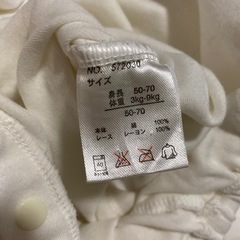 NO. 572030
サイズ
身長 50-70
体重 3kg-9kg
50-70
本体 綿 100%
レース レーヨン 100%
40